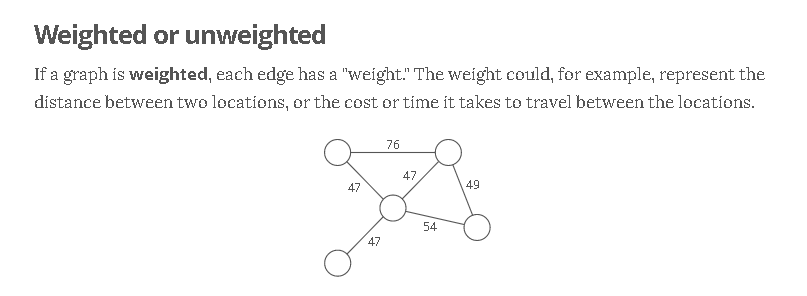 Weighted or unweighted
If a graph is weighted, each edge has a "weight." The weight could, for example, represent the
distance between two locations, or the cost or time it takes to travel between the locations.
76
47
47
49
54
47